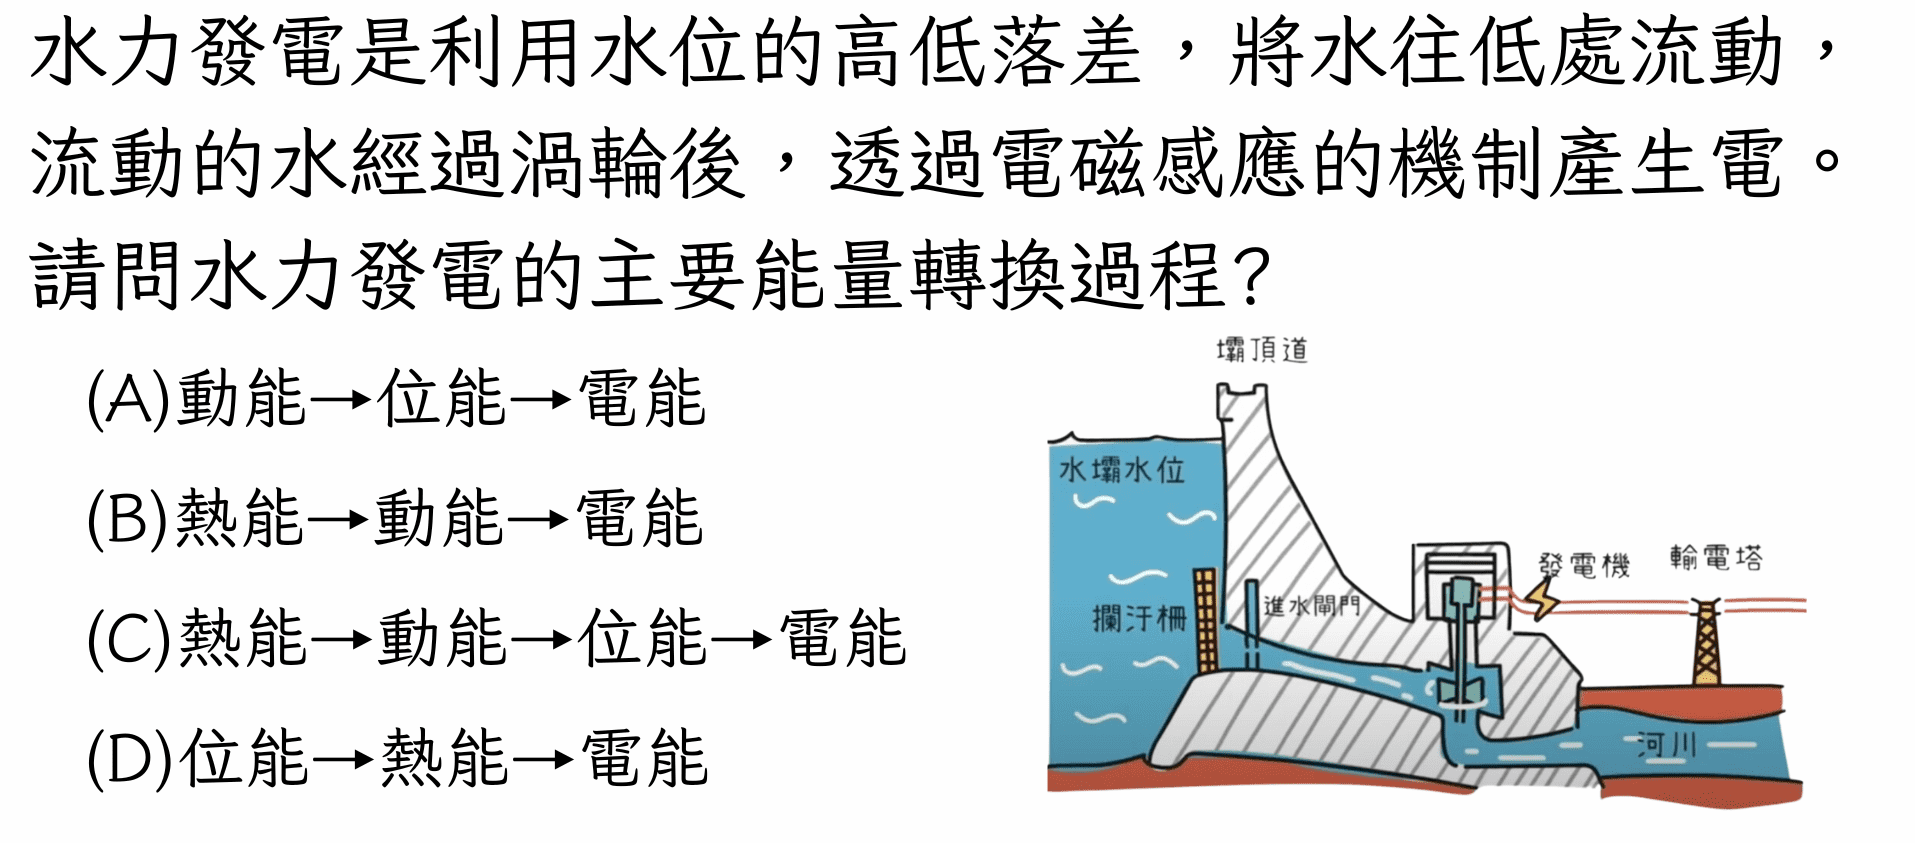 水力發電是利用水位的高低落差，將水往低處流動，
流動的水經過渦輪後，透過電磁感應的機制產生電。
請問水力發電的主要能量轉換過程?
(A)動能→位能→電能
(B)熱能→動能→電能
(C)熱能→動能→位能→電能
(D)位能→熱能→電能
壩頂道
水壩水位
攔汙柵
進水閘門
發電機
輸電塔
河川